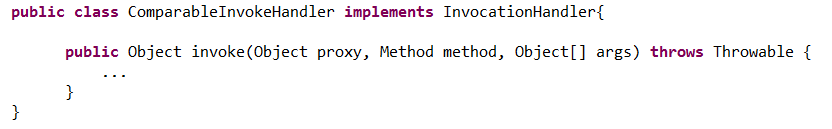 public class ComparableInvokeHandler implements InvocationHandler{
public Object invoke(Object proxy, Method method, Object[] args) throws Throwable {
...
}
}